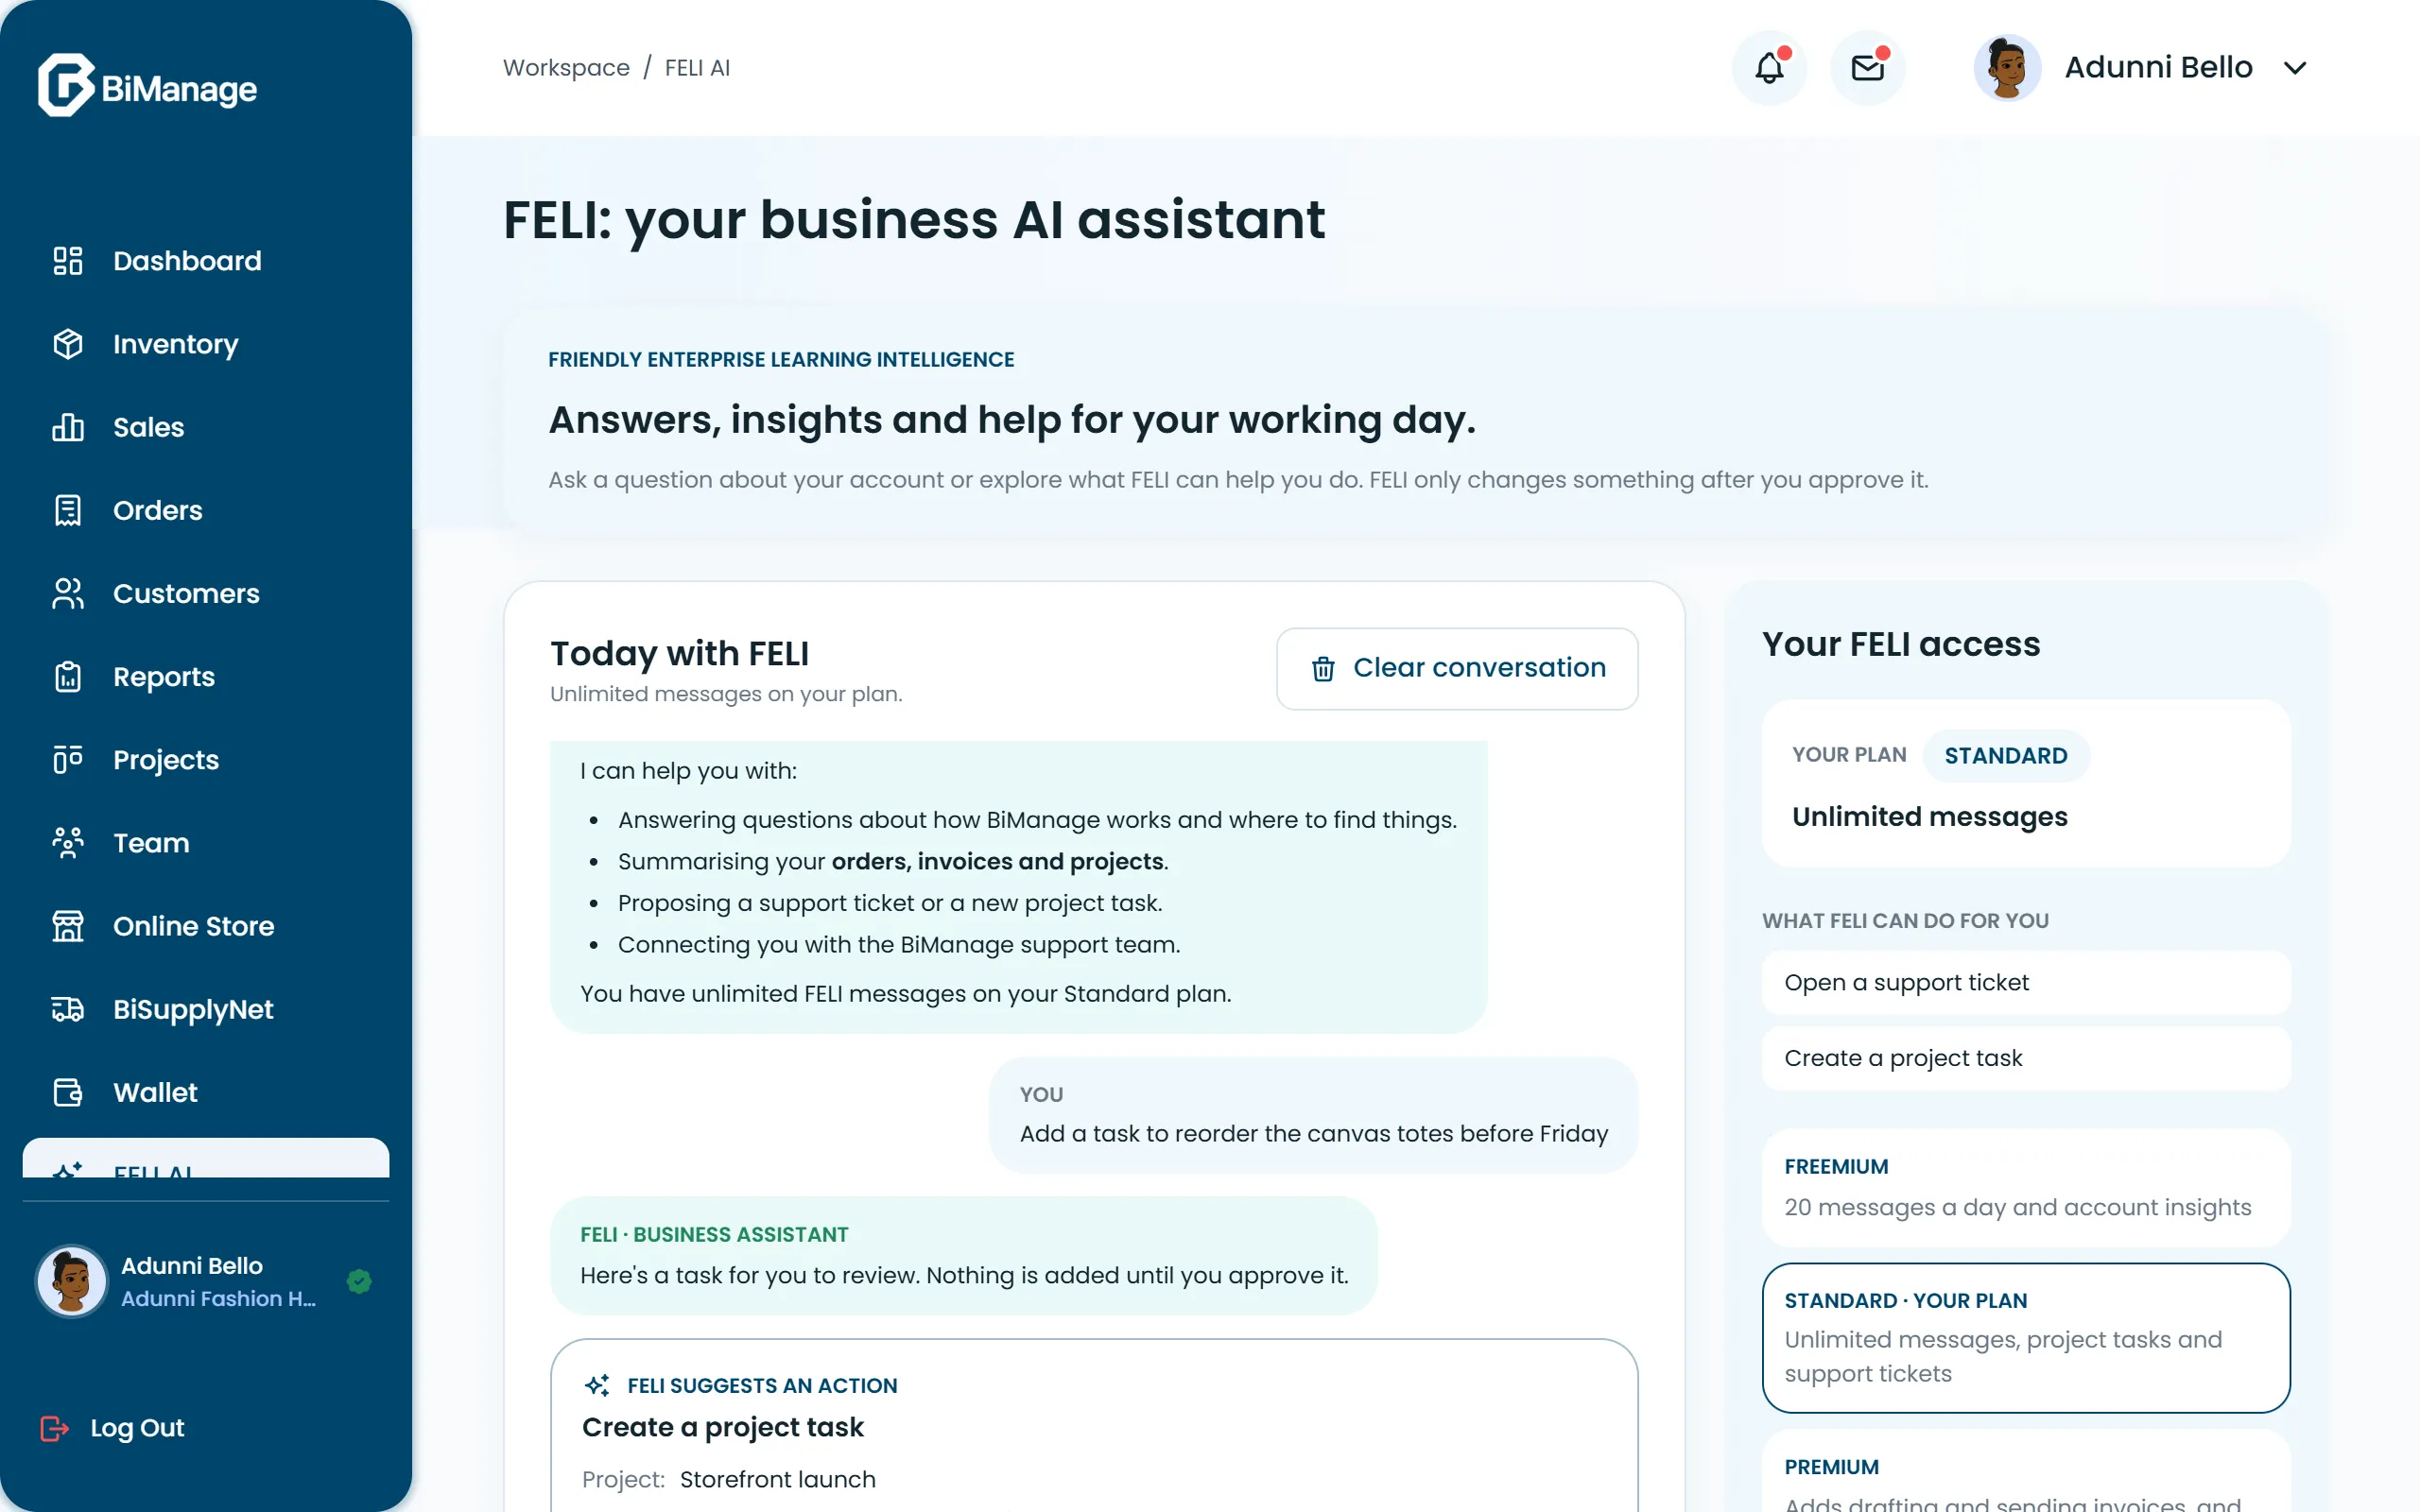 BiManage
Dashboard
Inventory
Sales
Orders
Customers
Reports
Projects
Team
Online Store
BiSupplyNet
Wallet
FELI AI
Adunni Bello
Adunni Fashion H...
Log Out
Workspace / FELI AI
Adunni Bello
FELI: your business AI assistant
FRIENDLY ENTERPRISE LEARNING INTELLIGENCE
Answers, insights and help for your working day.
Ask a question about your account or explore what FELI can help you do. FELI only changes something after you approve it.
Today with FELI
Unlimited messages on your plan.
Clear conversation
I can help you with:
• Answering questions about how BiManage works and where to find things.
• Summarising your orders, invoices and projects.
• Proposing a support ticket or a new project task.
• Connecting you with the BiManage support team.
You have unlimited FELI messages on your Standard plan.
YOU
Add a task to reorder the canvas totes before Friday
FELI · BUSINESS ASSISTANT
Here's a task for you to review. Nothing is added until you approve it.
FELI SUGGESTS AN ACTION
Create a project task
Project: Storefront launch
Your FELI access
YOUR PLAN STANDARD
Unlimited messages
WHAT FELI CAN DO FOR YOU
Open a support ticket
Create a project task
FREEMIUM
20 messages a day and account insights
STANDARD · YOUR PLAN
Unlimited messages, project tasks and
support tickets
PREMIUM
Adds drafting and sending invoices, and